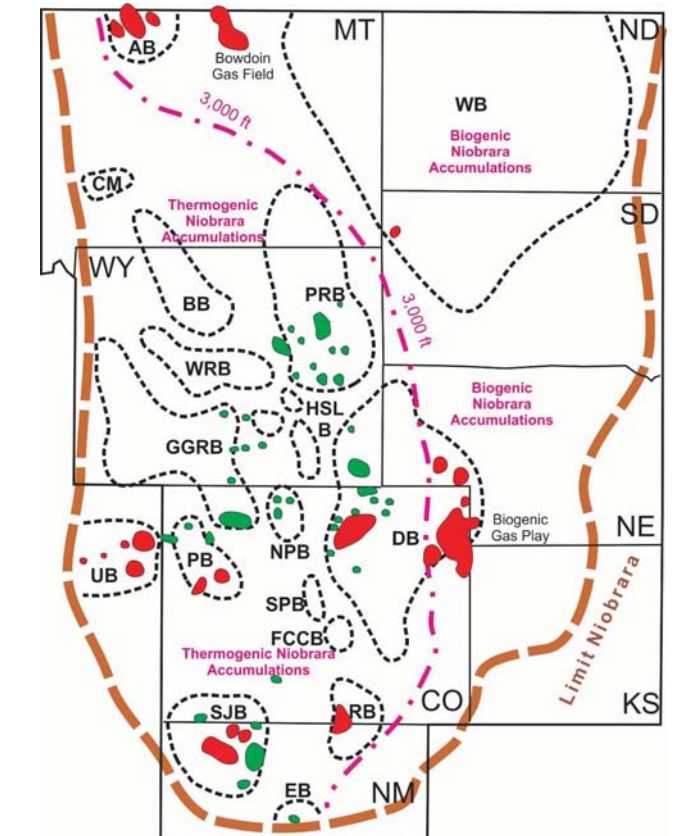 MT
ND
AB
Bowdoin
Gas Field
WB
3,000 ft
Biogenic
Niobrara
Accumulations
CM
Thermogenic
Niobrara
Accumulations
SD
WY
BB
PRB
3,000 ft
WRB
Biogenic
Niobrara
Accumulations
HSL
B
GGRB
Biogenic
Gas Play
NE
DB
NPB
PB
UB
SPB
FCCB
Thermogenic Niobrara
Accumulations
Limit Niobrara
SJB
RB
CO
KS
EB
NM